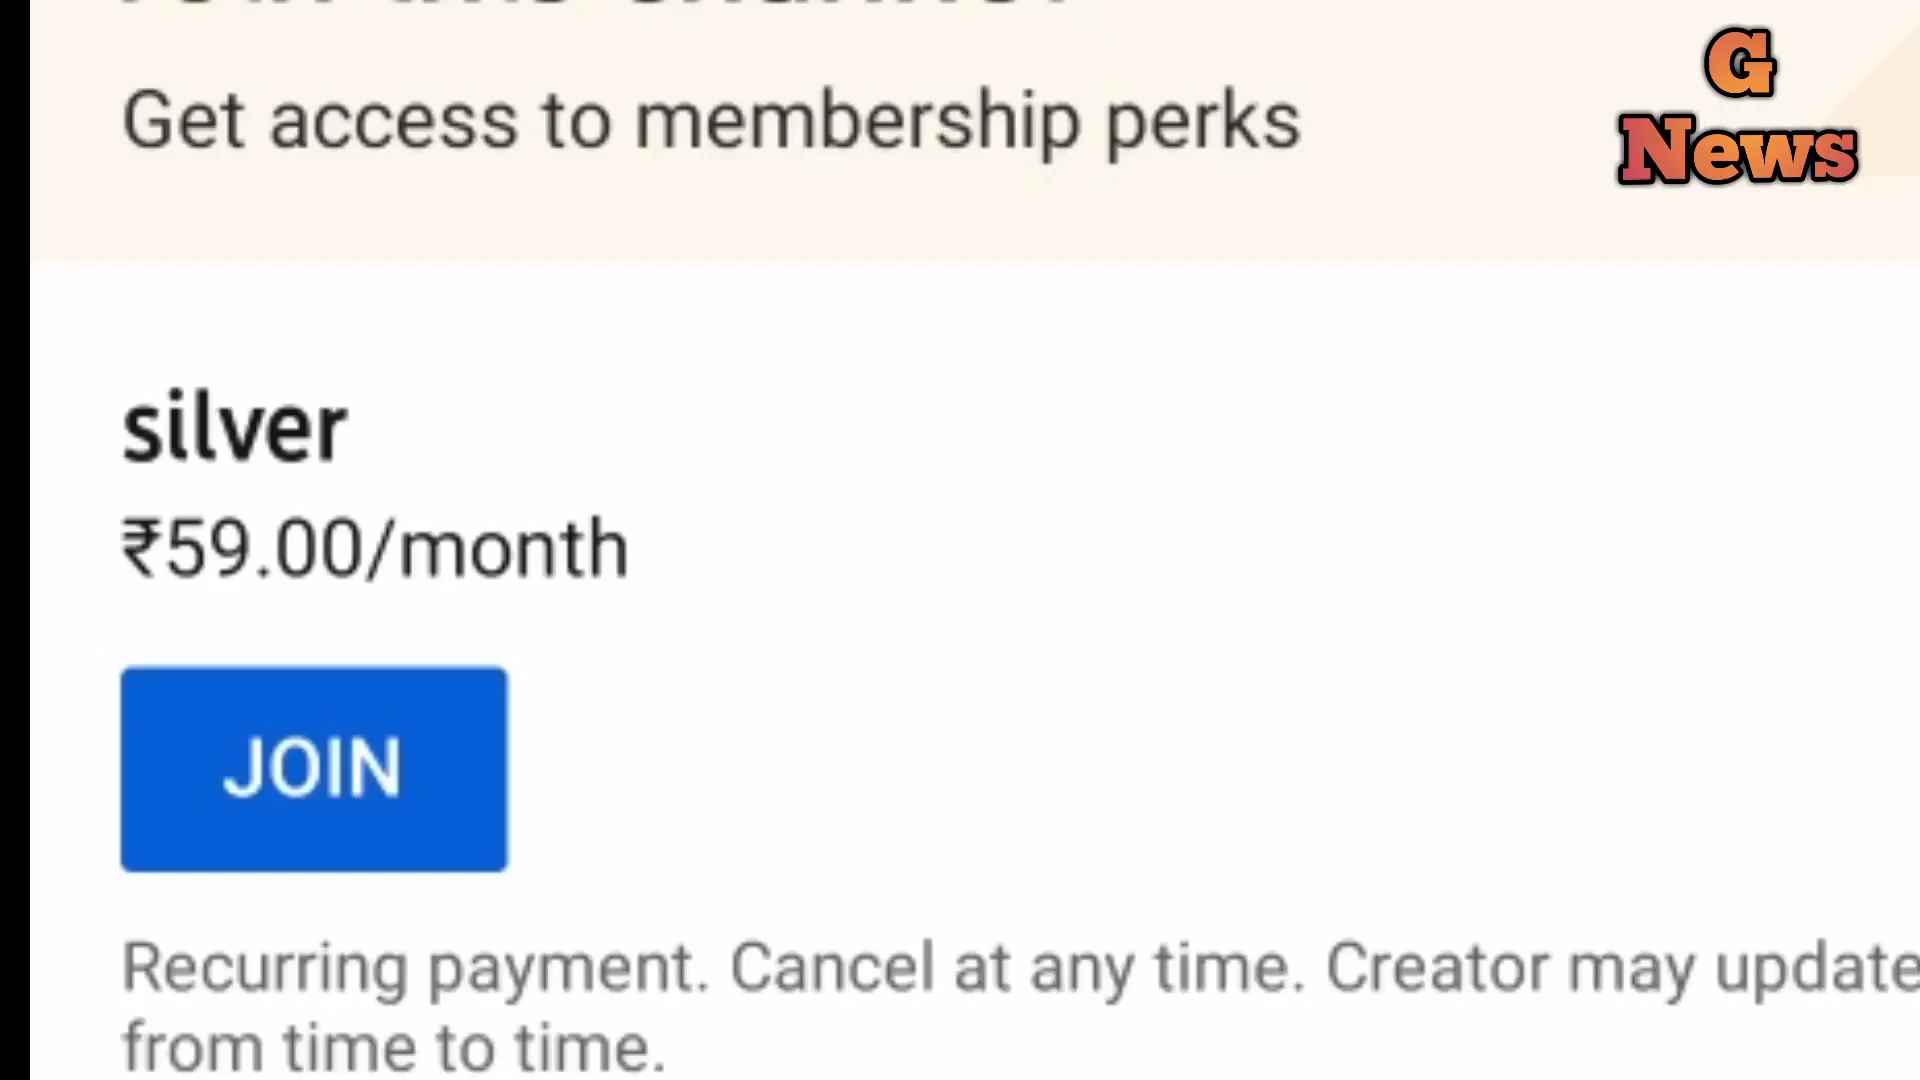 Get access to membership perks
G
News
silver
₹59.00/month
JOIN
Recurring payment. Cancel at any time. Creator may update
from time to time.